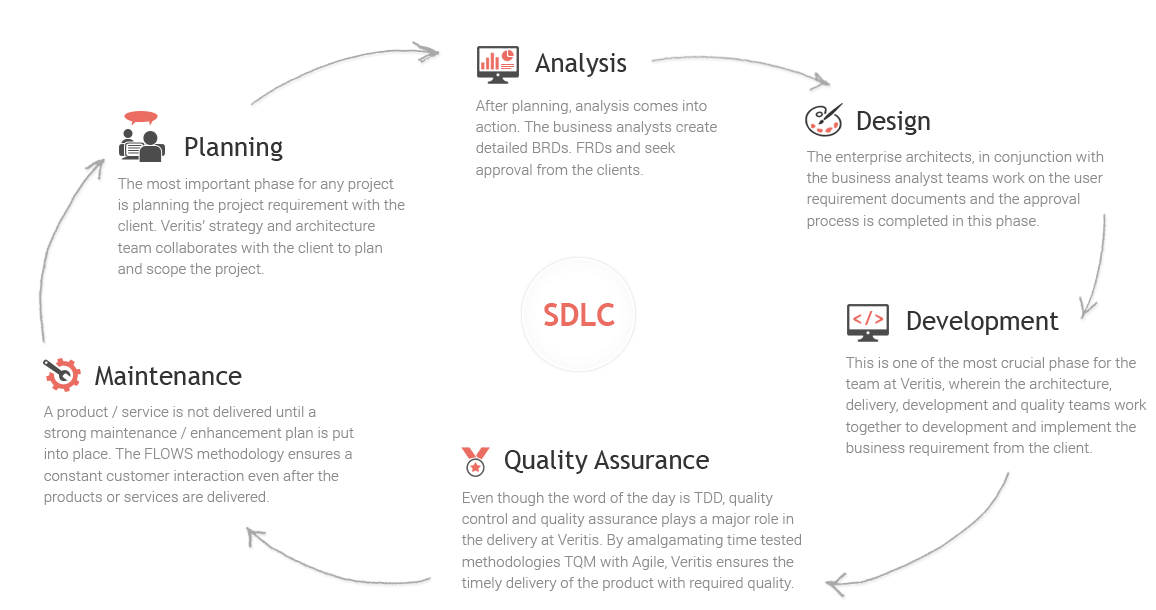 Analysis
After planning, analysis comes into
action. The business analysts create
detailed BRDs. FRDs and seek
approval from the clients.
Design
The enterprise architects, in conjunction with
the business analyst teams work on the user
requirement documents and the approval
process is completed in this phase.
Planning
The most important phase for any project
is planning the project requirement with the
client. Veritis’ strategy and architecture
team collaborates with the client to plan
and scope the project.
SDLC
</>
Development
This is one of the most crucial phase for the
team at Veritis, wherein the architecture,
delivery, development and quality teams work
together to development and implement the
business requirement from the client.
Maintenance
A product / service is not delivered until a
strong maintenance / enhancement plan is put
into place. The FLOWS methodology ensures a
constant customer interaction even after the
products or services are delivered.
Quality Assurance
Even though the word of the day is TDD, quality
control and quality assurance plays a major role in
the delivery at Veritis. By amalgamating time tested
methodologies TQM with Agile, Veritis ensures the
timely delivery of the product with required quality.